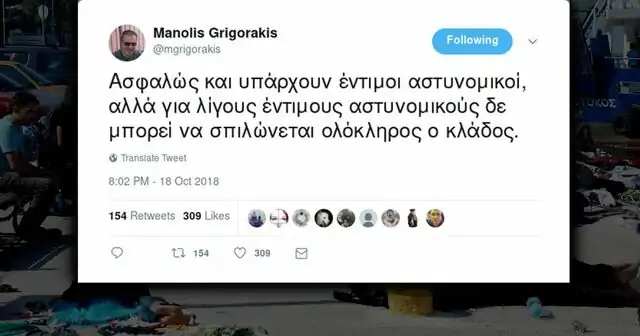 Manolis Grigorakis
@mgrigorakis
Following
Ασφαλώς και υπάρχουν έντιμοι αστυνομικοί,
αλλά για λίγους έντιμους αστυνομικούς δε
μπορεί να σπιλώνεται ολόκληρος ο κλάδος.
Translate Tweet
8:02 PM - 18 Oct 2018
154 Retweets 309 Likes
154 309